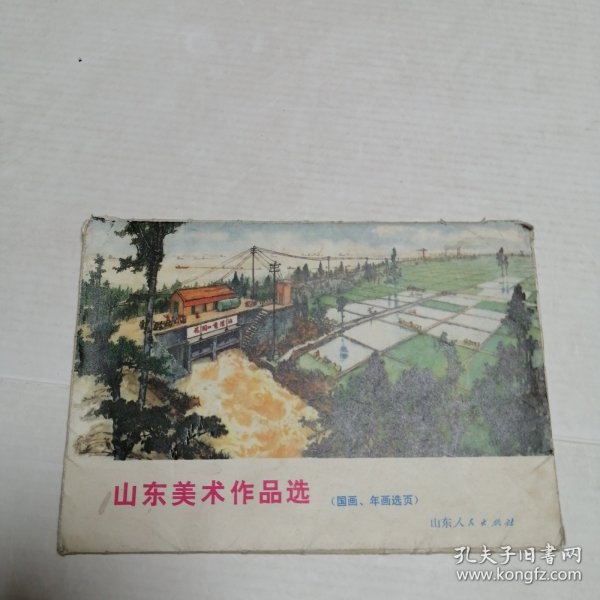 山东美术作品选
（国画、年画选页）
山东人民出版社
孔夫子旧书网
www.kongfz.com